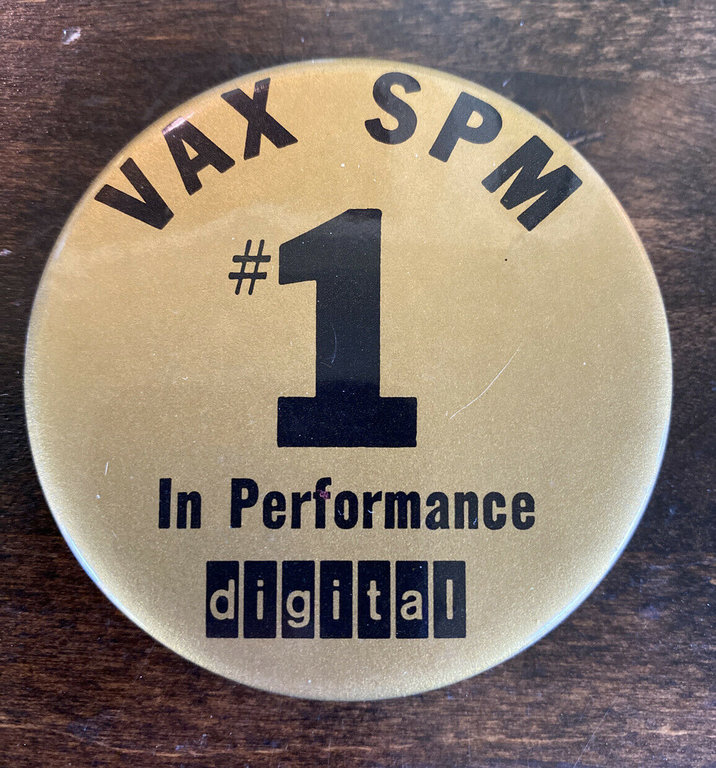 VAX SPM
#1
In Performance
digital